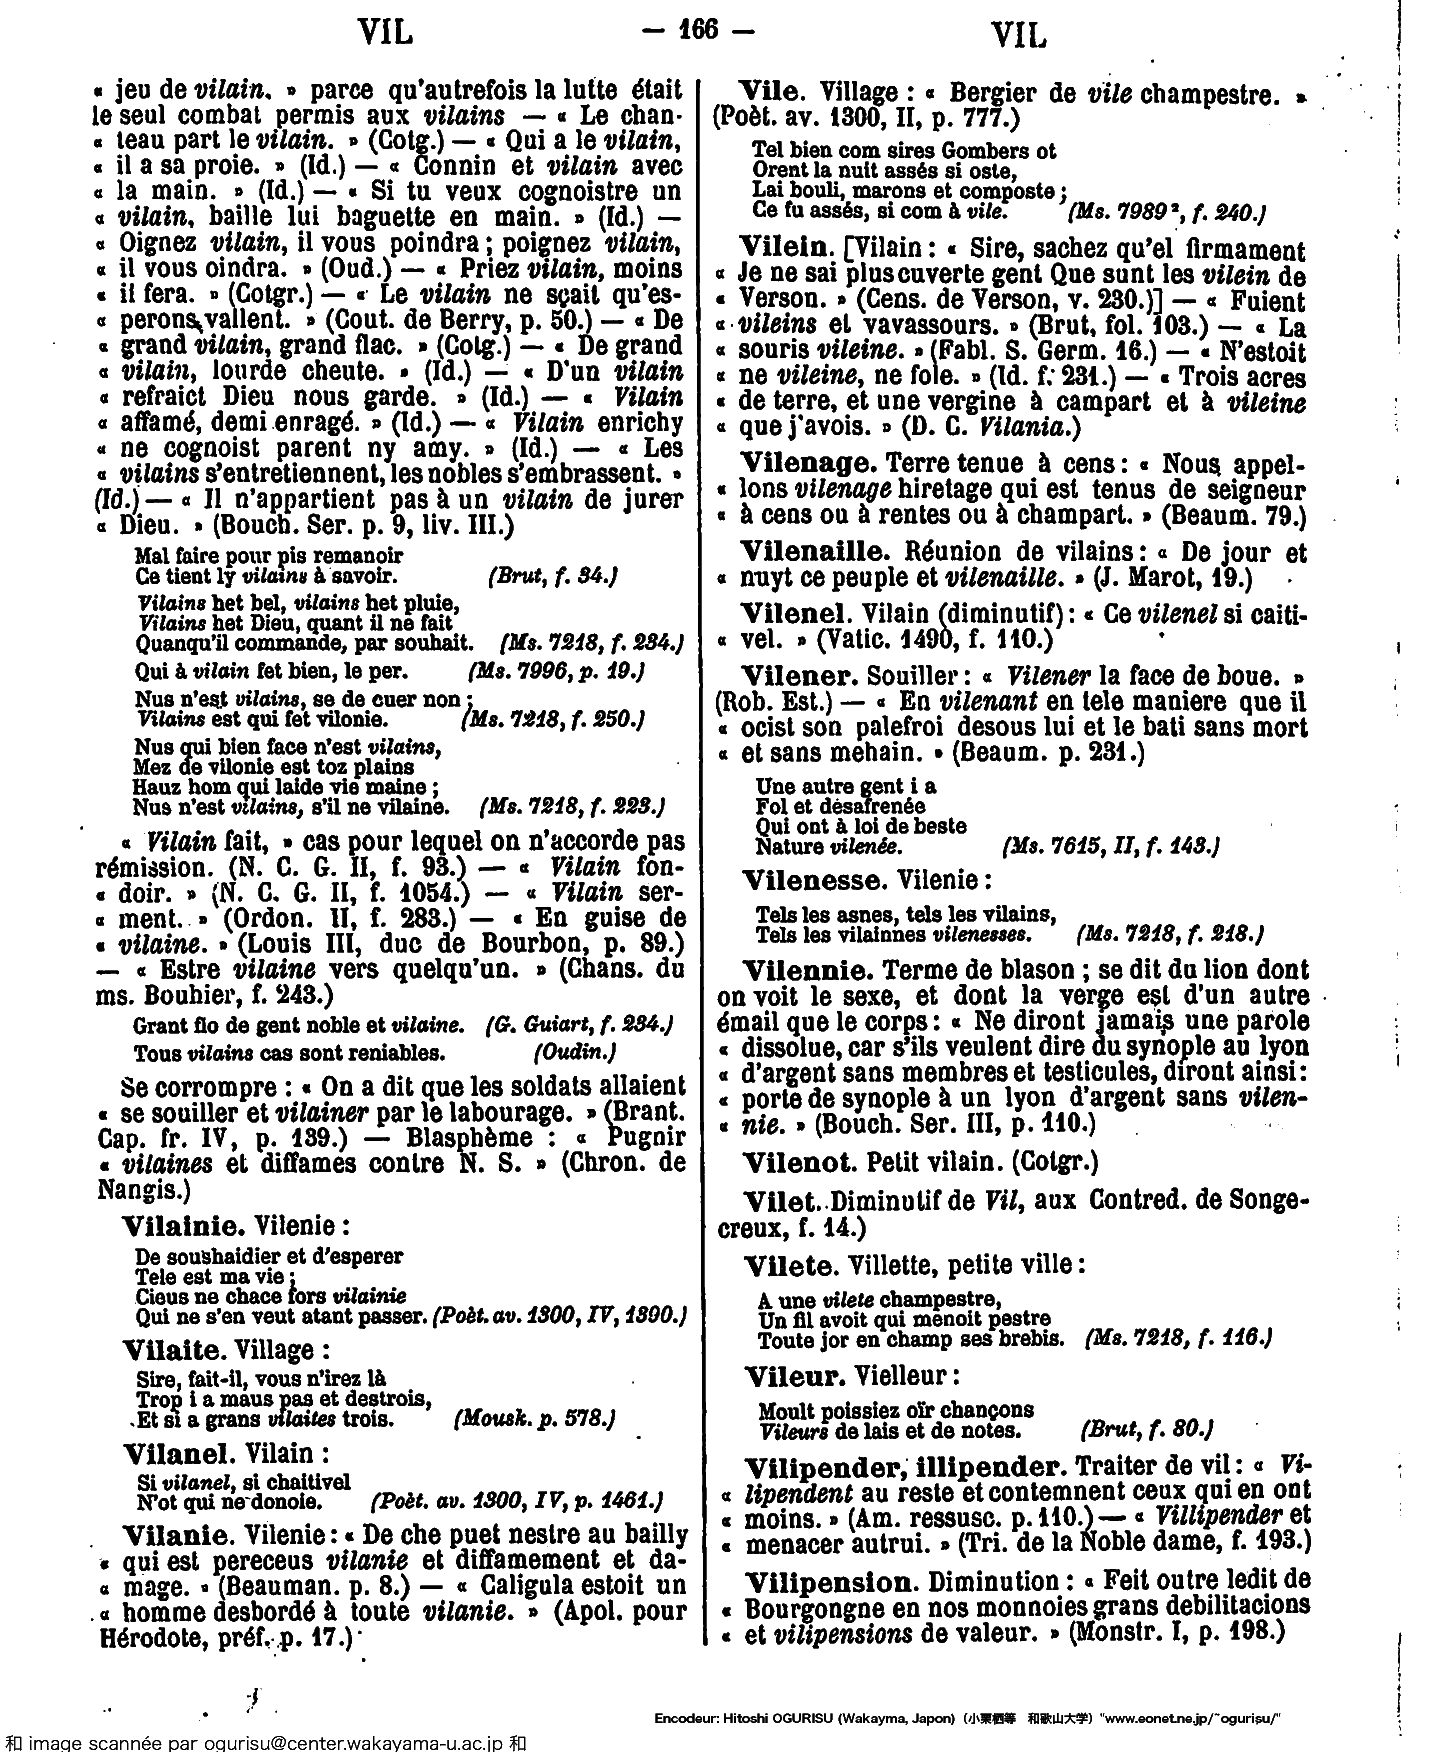 VIL — 166 — VIL
« jeu de vilain. » parce qu'autrefois la lutte était
le seul combat permis aux vilains — « Le chan-
« teau part le vilain. » (Cotg.) — « Qui a le vilain,
« il a sa proie. » (Id.) — « Connin et vilain avec
« la main. » (Id.) — « Si tu veux cognoistre un
« vilain, baille lui baguette en main. » (Id.) —
« Oignez vilain, il vous poindra ; poignez vilain,
« il vous oindra. » (Oud.) — « Priez vilain, moins
« il fera. » (Cotgr.) — « Le vilain ne sçait qu'es-
« perons vallent. » (Cout. de Berry, p. 50.) — « De
« grand vilain, grand flac. » (Cotg.) — « De grand
« vilain, lourde cheute. » (Id.) — « D'un vilain
« refraict Dieu nous garde. » (Id.) — « Vilain
« affamé, demi enragé. » (Id.) — « Vilain enrichy
« ne cognoist parent ny amy. » (Id.) — « Les
« vilains s'entretiennent, les nobles s'embrassent. »
(Id.) — « Il n'appartient pas à un vilain de jurer
« Dieu. » (Bouch. Ser. p. 9, liv. III.)
Mal faire pour pis remanoir
Ce tient ly vilains à savoir. (Brut, f. 84.)
Vilains het bel, vilains het pluie,
Vilains het Dieu, quant il ne fait
Quanqu'il commande, par souhait. (Ms. 7218, f. 234.)
Qui à vilain fet bien, le per. (Ms. 7996, p. 19.)
Nus n'est vilains, se de cuer non ;
Vilains est qui fet vilonie. (Ms. 7218, f. 250.)
Nus qui bien face n'est vilains,
Mez de vilonie est toz plains
Hauz hom qui laide vie maine ;
Nus n'est vilains, s'il ne vilaine. (Ms. 7218, f. 223.)
« Vilain fait, » cas pour lequel on n'accorde pas
rémission. (N. C. G. II, f. 93.) — « Vilain fon-
« doir. » (N. C. G. II, f. 1054.) — « Vilain ser-
« ment. » (Ordon. II, f. 283.) — « En guise de
« vilaine. » (Louis III, duc de Bourbon, p. 89.)
— « Estre vilaine vers quelqu'un. » (Chans. du
ms. Bouhier, f. 243.)
Grant flo de gent noble et vilaine. (G. Guiart, f. 234.)
Tous vilains cas sont reniables. (Oudin.)
Se corrompre : « On a dit que les soldats allaient
« se souiller et vilainer par le labourage. » (Brant.
Cap. fr. IV, p. 139.) — Blasphème : « Pugnir
« vilaines et diffames contre N. S. » (Chron. de
Nangis.)
Vilainie. Vilenie :
De soushaidier et d'esperer
Tele est ma vie ;
Cieus ne chace fors vilainie
Qui ne s'en veut atant passer. (Poèt. av. 1300, IV, 1390.)
Vilaite. Village :
Sire, fait-il, vous n'irez là
Trop i a maus pas et destrois,
Et si a grans vilaites trois. (Mousk. p. 578.)
Vilanel. Vilain :
Si vilanel, si chaitivel
N'ot qui ne donoie. (Poèt. av. 1300, IV, p. 1461.)
Vilanie. Vilenie : « De che puet nestre au bailly
« qui est pereceus vilanie et diffamement et da-
« mage. » (Beauman. p. 8.) — « Caligula estoit un
« homme desbordé à toute vilanie. » (Apol. pour
Hérodote, préf. p. 17.)
Vile. Village : « Bergier de vile champestre. »
(Poèt. av. 1300, II, p. 777.)
Tel bien com sires Gombers ot
Orent la nuit assés si oste,
Lai bouli, marons et composte ;
Ce fu assés, si com à vile. (Ms. 7989 ², f. 240.)
Vilein. [Vilain : « Sire, sachez qu'el firmament
« Je ne sai plus cuverte gent Que sunt les vilein de
« Verson. » (Cens. de Verson, v. 230.)] — « Fuient
« vileins et vavassours. » (Brut, fol. 103.) — « La
« souris vileine. » (Fabl. S. Germ. 16.) — « N'estoit
« ne vileine, ne fole. » (Id. f. 231.) — « Trois acres
« de terre, et une vergine à campart et à vileine
« que j'avois. » (D. C. Vilania.)
Vilenage. Terre tenue à cens : « Nous appel-
« lons vilenage hiretage qui est tenus de seigneur
« à cens ou à rentes ou à champart. » (Beaum. 79.)
Vilenaille. Réunion de vilains : « De jour et
« nuyt ce peuple et vilenaille. » (J. Marot, 19.)
Vilenel. Vilain (diminutif) : « Ce vilenel si caiti-
« vel. » (Vatic. 1490, f. 110.)
Vilener. Souiller : « Vilener la face de boue. »
(Rob. Est.) — « En vilenant en tele maniere que il
« ocist son palefroi desous lui et le bati sans mort
« et sans mehain. » (Beaum. p. 231.)
Une autre gent i a
Fol et désafrenée
Qui ont à loi de beste
Nature vilenée. (Ms. 7615, II, f. 143.)
Vilenesse. Vilenie :
Tels les asnes, tels les vilains,
Tels les vilainnes vilenesses. (Ms. 7218, f. 218.)
Vilennie. Terme de blason ; se dit du lion dont
on voit le sexe, et dont la verge est d'un autre
émail que le corps : « Ne diront jamais une parole
« dissolue, car s'ils veulent dire du synople au lyon
« d'argent sans membres et testicules, diront ainsi :
« porte de synople à un lyon d'argent sans vilen-
« nie. » (Bouch. Ser. III, p. 110.)
Vilenot. Petit vilain. (Cotgr.)
Vilet. Diminutif de Vil, aux Contred. de Songe-
creux, f. 14.)
Vilete. Villette, petite ville :
A une vilete champestre,
Un fil avoit qui menoit pestre
Toute jor en champ ses brebis. (Ms. 7218, f. 116.)
Vileur. Vielleur :
Moult poissiez oïr chançons
Vileurs de lais et de notes. (Brut, f. 80.)
Vilipender, illipender. Traiter de vil : « Vi-
« lipendent au reste et contemnent ceux qui en ont
« moins. » (Am. ressusc. p. 110.) — « Villipender et
« menacer autrui. » (Tri. de la Noble dame, f. 193.)
Vilipension. Diminution : « Feit outre ledit de
« Bourgongne en nos monnoies grans debilitacions
« et vilipensions de valeur. » (Monstr. I, p. 198.)
Encodeur: Hitoshi OGURISU (Wakayma, Japon) (小栗栖等 和歌山大学) "www.eonet.ne.jp/~ogurisu/"
和 image scannée par ogurisu@center.wakayama-u.ac.jp 和